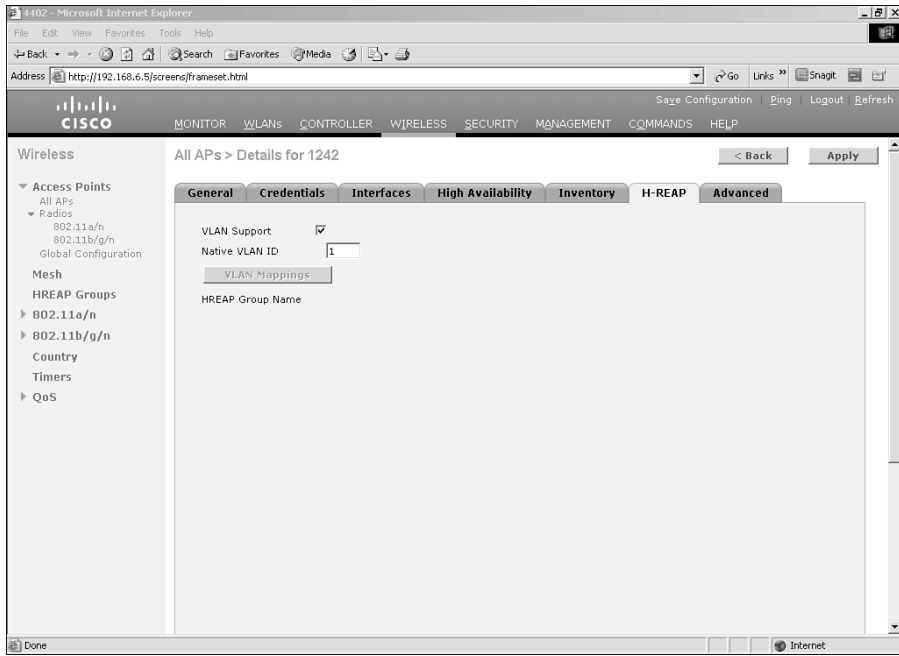 4402 - Microsoft Internet Explorer
File Edit View Favorites Tools Help
Back Search Favorites Media
Address http://192.168.6.5/screens/frameset.html Go Links » Snagit
Save Configuration | Ping | Logout | Refresh
CISCO MONITOR WLANs CONTROLLER WIRELESS SECURITY MANAGEMENT COMMANDS HELP
Wireless
Access Points
All APs
Radios
802.11a/n
802.11b/g/n
Global Configuration
Mesh
HREAP Groups
802.11a/n
802.11b/g/n
Country
Timers
QoS
All APs > Details for 1242
< Back Apply
General Credentials Interfaces High Availability Inventory H-REAP Advanced
VLAN Support
Native VLAN ID 1
VLAN Mappings
HREAP Group Name
Done Internet